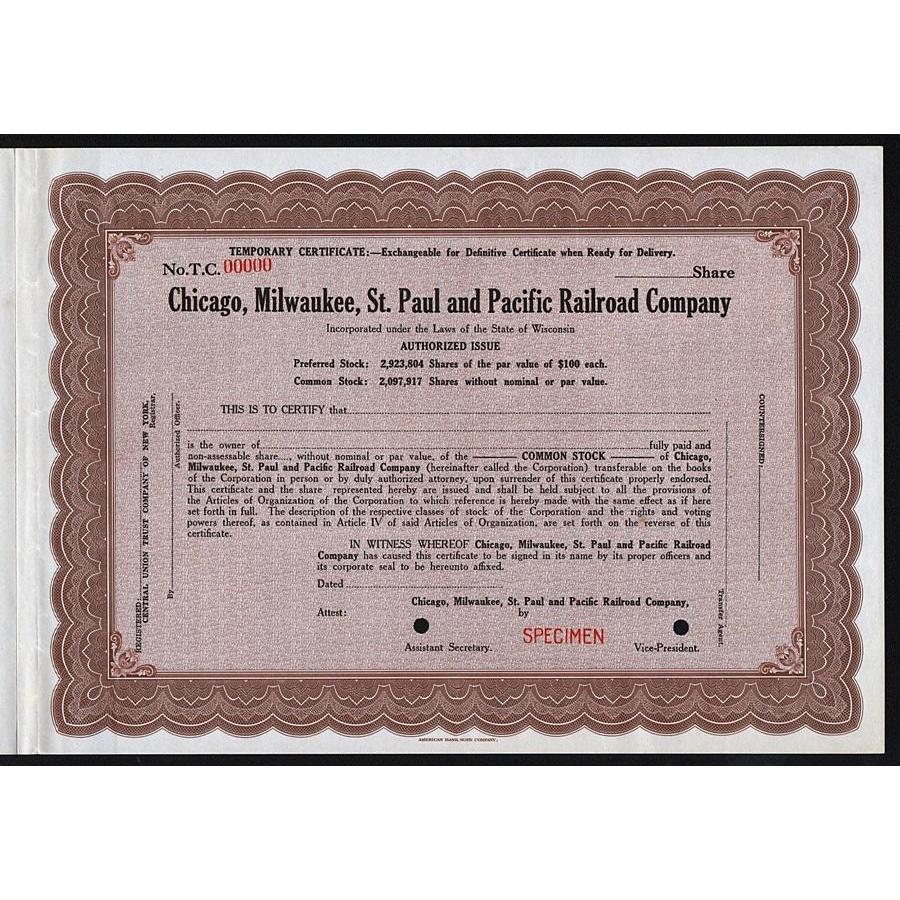 TEMPORARY CERTIFICATE:—Exchangeable for Definitive Certificate when Ready for Delivery.
No.T.C. 00000
Share
Chicago, Milwaukee, St. Paul and Pacific Railroad Company
Incorporated under the Laws of the State of Wisconsin
AUTHORIZED ISSUE
Preferred Stock: 2,923,804 Shares of the par value of $100 each.
Common Stock: 2,097,917 Shares without nominal or par value.
THIS IS TO CERTIFY that
is the owner of fully paid and
non-assessable share...., without nominal or par value, of the COMMON STOCK of Chicago,
Milwaukee, St. Paul and Pacific Railroad Company (hereinafter called the Corporation) transferable on the books
of the Corporation in person or by duly authorized attorney, upon surrender of this certificate properly endorsed.
This certificate and the share represented hereby are issued and shall be held subject to all the provisions of
the Articles of Organization of the Corporation to which reference is hereby made with the same effect as if here
set forth in full. The description of the respective classes of stock of the Corporation and the rights and voting
powers thereof, as contained in Article IV of said Articles of Organization, are set forth on the reverse of this
certificate.
IN WITNESS WHEREOF Chicago, Milwaukee, St. Paul and Pacific Railroad
Company has caused this certificate to be signed in its name by its proper officers and
its corporate seal to be hereunto affixed.
Dated
Chicago, Milwaukee, St. Paul and Pacific Railroad Company,
Attest: by
SPECIMEN
Assistant Secretary. Vice-President.
REGISTERED:
CENTRAL UNION TRUST COMPANY OF NEW YORK,
Registrar,
By
Authorized Officer.
COUNTERSIGNED:
Transfer Agent.
AMERICAN BANK NOTE COMPANY.